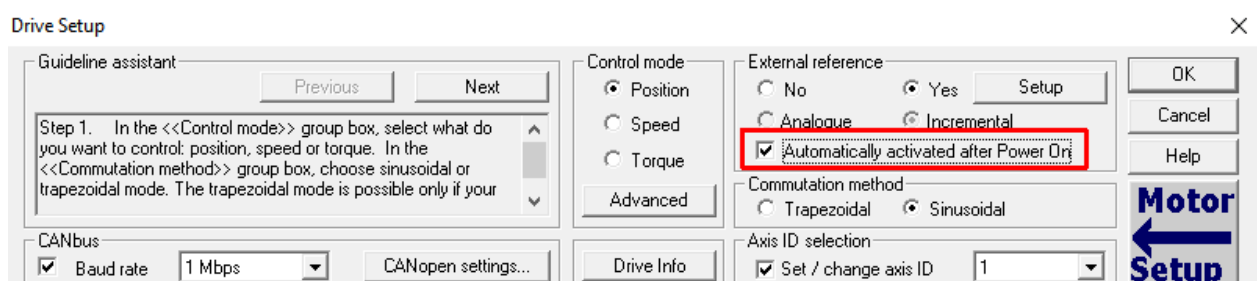 Drive Setup
Guideline assistant
Previous
Next
Step 1. In the <<Control mode>> group box, select what do
you want to control: position, speed or torque. In the
<<Commutation method>> group box, choose sinusoidal or
trapezoidal mode. The trapezoidal mode is possible only if your
Control mode
Position
Speed
Torque
Advanced
External reference
No
Yes
Setup
Analogue
Incremental
Automatically activated after Power On
Commutation method
Trapezoidal
Sinusoidal
OK
Cancel
Help
Motor
Setup
CANbus
Baud rate
1 Mbps
CANopen settings...
Drive Info
Axis ID selection
Set / change axis ID
1